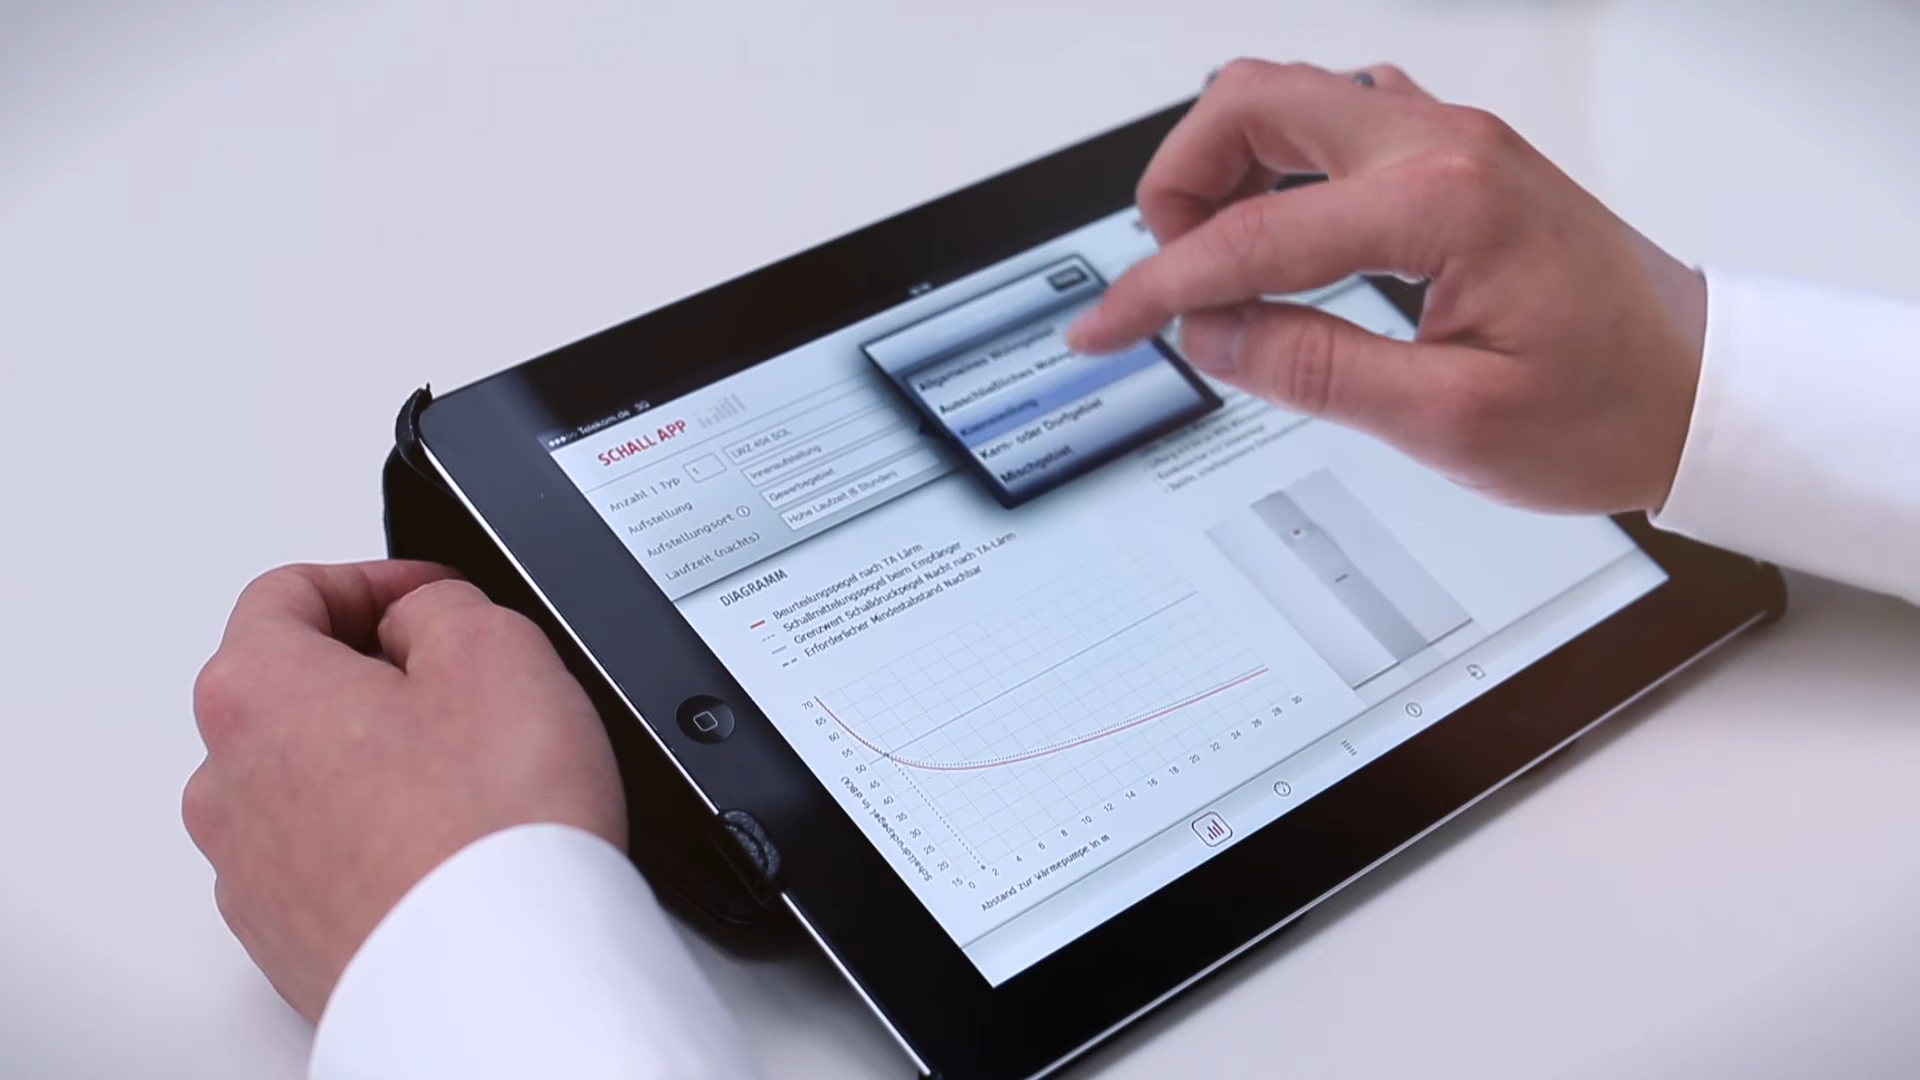 Telekom.de 3G
SCHALL APP
Anzahl | Typ 1 LWZ 404 SOL
Aufstellung Innenaufstellung
Aufstellungsort Gewerbegebiet
Laufzeit (nachts) Hohe Laufzeit (6 Stunden)
Allgemeines Wohngebiet
Ausschließliches
Kleinsiedlung
Kern- oder Dorfgebiet
Mischgebiet
DIAGRAMM
Beurteilungspegel nach TA Lärm
Schallmittelungspegel beim Empfänger
Grenzwert Schalldruckpegel Nacht nach TA-Lärm
Erforderlicher Mindestabstand Nachbar
70
65
60
55
50
45
40
35
30
25
20
15
Schalldruckpegel in dB(A)
0 2 4 6 8 10 12 14 16 18 20 22 24 26 28 30
Abstand zur Wärmepumpe in m